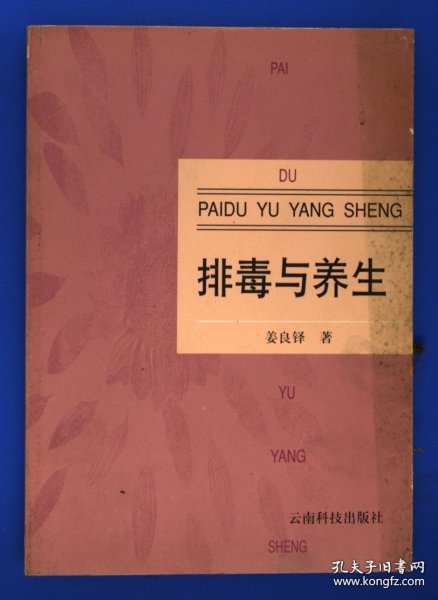 PAI
DU
PAIDU YU YANG SHENG
排毒与养生
姜良铎 著
YU
YANG
云南科技出版社
SHENG
孔夫子旧书网
www.kongfz.com